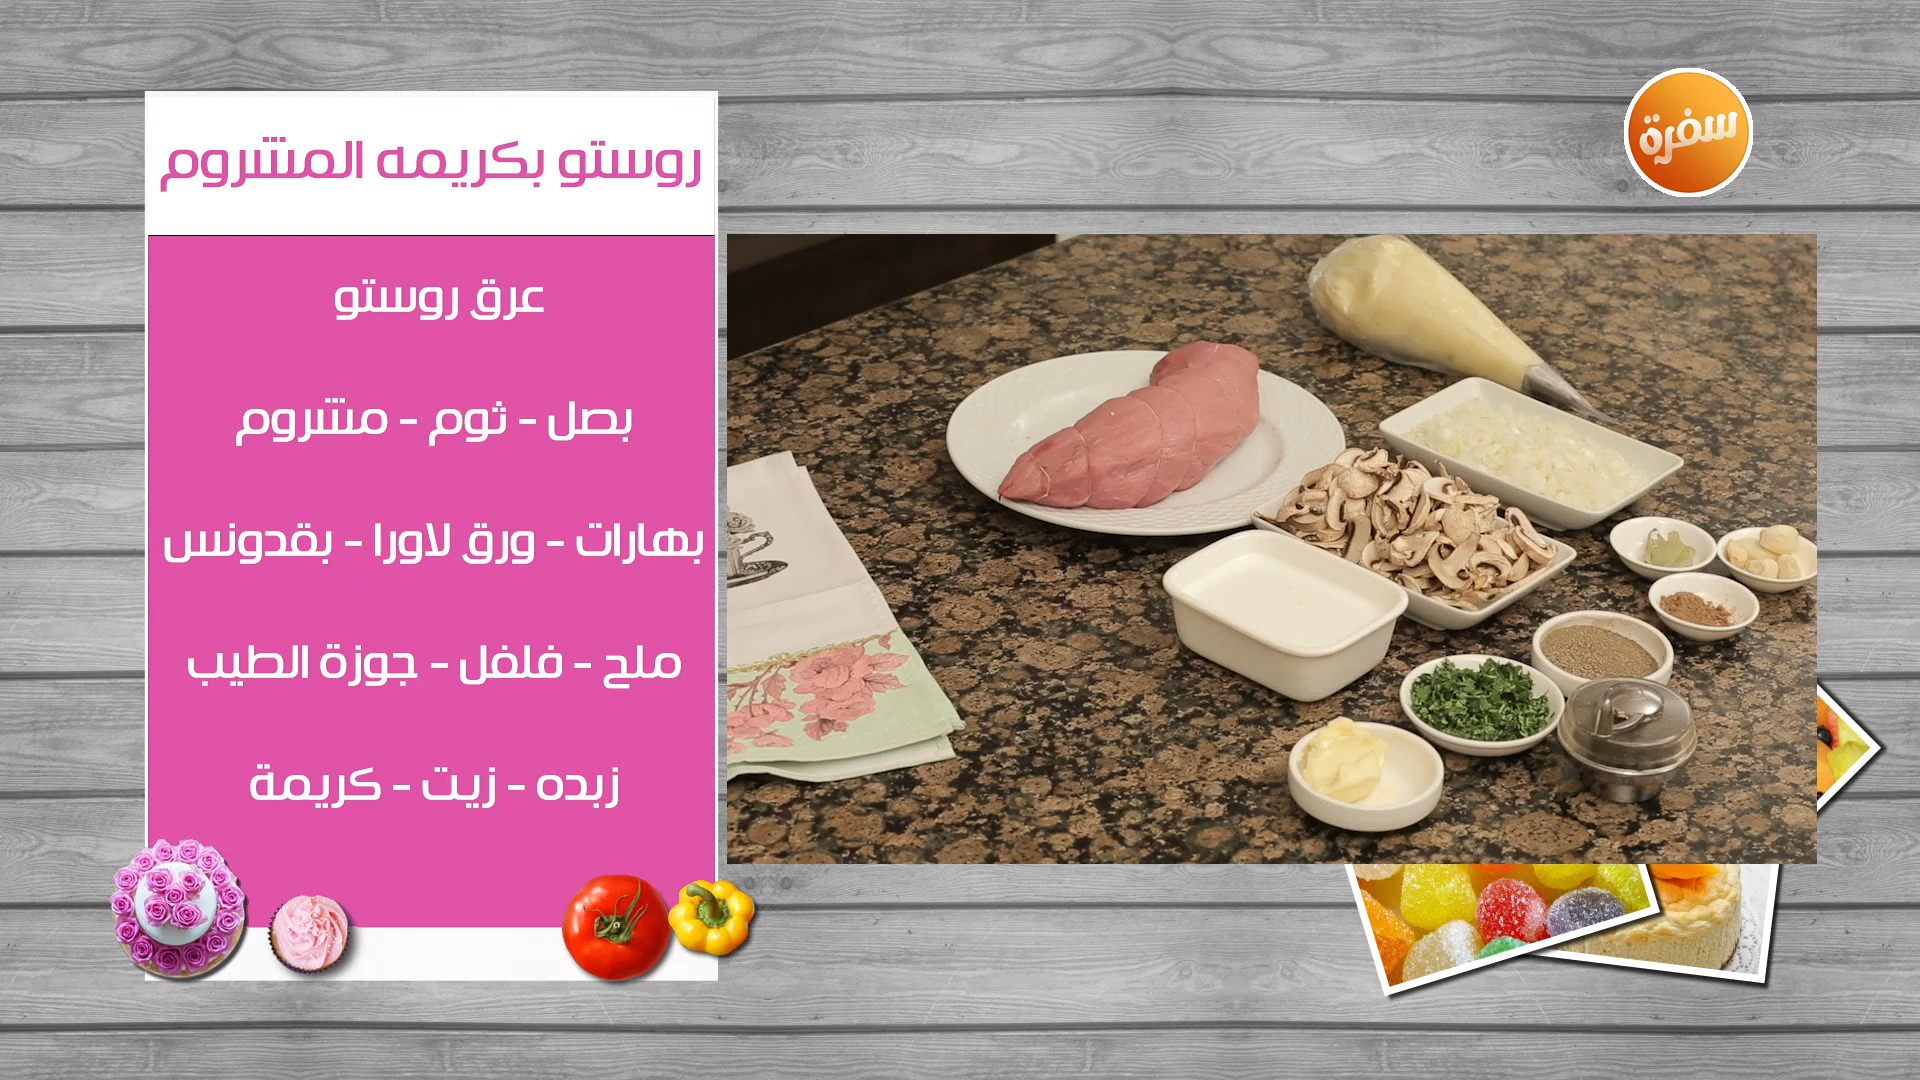 سفرة
روستو بكريمه المشروم
عرق روستو
بصل - ثوم - مشروم
بهارات - ورق لاورا - بقدونس
ملح - فلفل - جوزة الطيب
زبده - زيت - كريمة